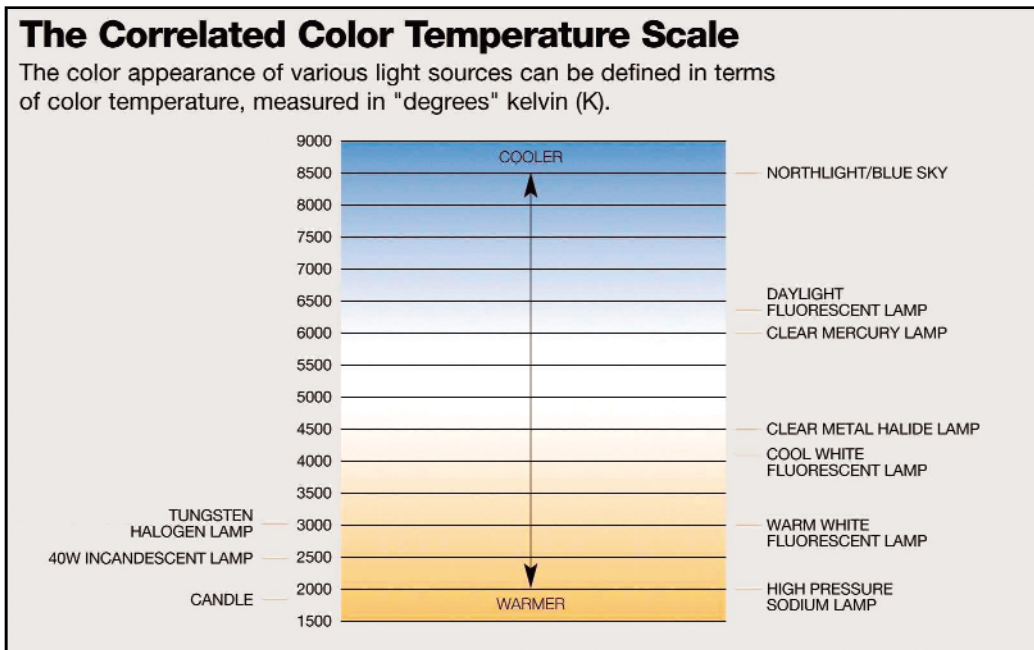 The Correlated Color Temperature Scale
The color appearance of various light sources can be defined in terms
of color temperature, measured in "degrees" kelvin (K).
9000
COOLER
8500
NORTHLIGHT/BLUE SKY
8000
7500
7000
6500
DAYLIGHT
FLUORESCENT LAMP
6000
CLEAR MERCURY LAMP
5500
5000
4500
CLEAR METAL HALIDE LAMP
4000
COOL WHITE
FLUORESCENT LAMP
3500
TUNGSTEN
HALOGEN LAMP
3000
WARM WHITE
FLUORESCENT LAMP
40W INCANDESCENT LAMP
2500
2000
HIGH PRESSURE
SODIUM LAMP
CANDLE
WARMER
1500